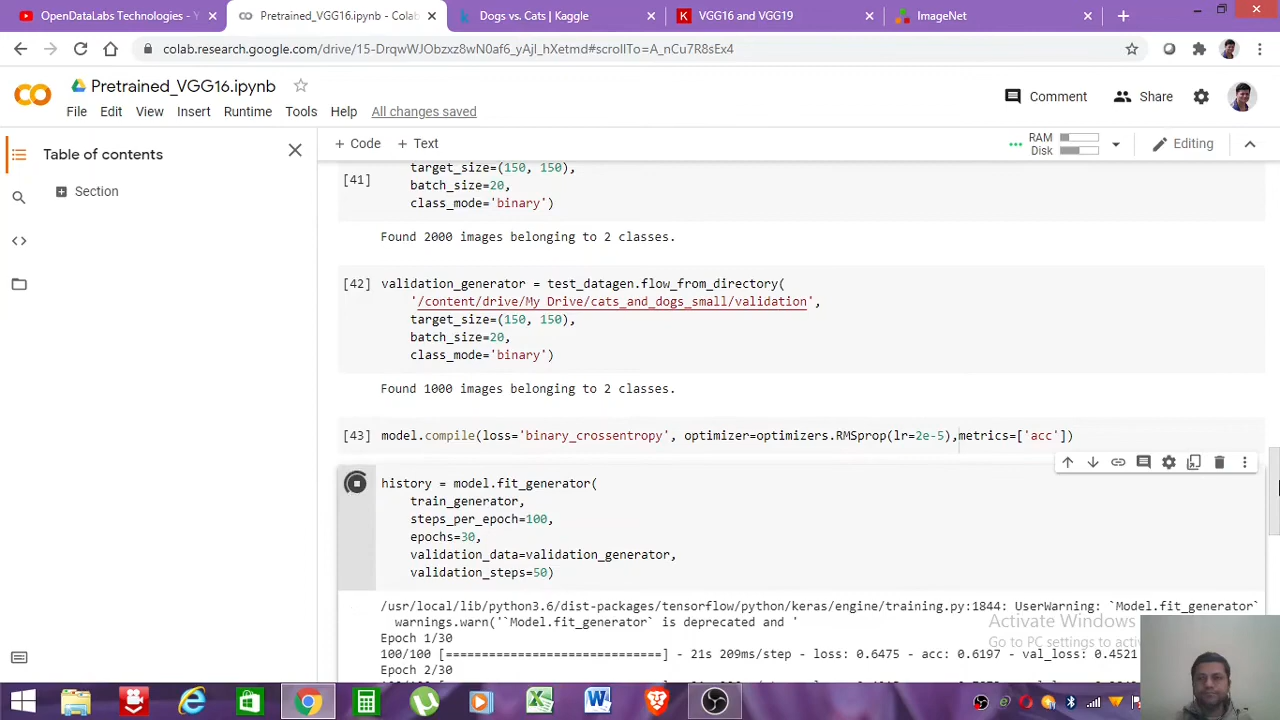 OpenDataLabs Technologies - Y
Pretrained_VGG16.ipynb - Colab
Dogs vs. Cats | Kaggle
VGG16 and VGG19
ImageNet
colab.research.google.com/drive/15-DrqwWJObzxz8wN0af6_yAjl_hXetmd#scrollTo=A_nCu7R8sEx4
Pretrained_VGG16.ipynb
Comment
Share
File Edit View Insert Runtime Tools Help All changes saved
Table of contents
+ Code + Text
RAM
Disk
Editing
Section
[41]
target_size=(150, 150),
batch_size=20,
class_mode='binary')
Found 2000 images belonging to 2 classes.
[42] validation_generator = test_datagen.flow_from_directory(
'/content/drive/My Drive/cats_and_dogs_small/validation',
target_size=(150, 150),
batch_size=20,
class_mode='binary')
Found 1000 images belonging to 2 classes.
[43] model.compile(loss='binary_crossentropy', optimizer=optimizers.RMSprop(lr=2e-5),metrics=['acc'])
history = model.fit_generator(
train_generator,
steps_per_epoch=100,
epochs=30,
validation_data=validation_generator,
validation_steps=50)
/usr/local/lib/python3.6/dist-packages/tensorflow/python/keras/engine/training.py:1844: UserWarning: `Model.fit_generator`
warnings.warn('`Model.fit_generator` is deprecated and '
Activate Windows
Go to PC settings to activ
Epoch 1/30
100/100 [==============================] - 21s 209ms/step - loss: 0.6475 - acc: 0.6197 - val_loss: 0.4521
Epoch 2/30